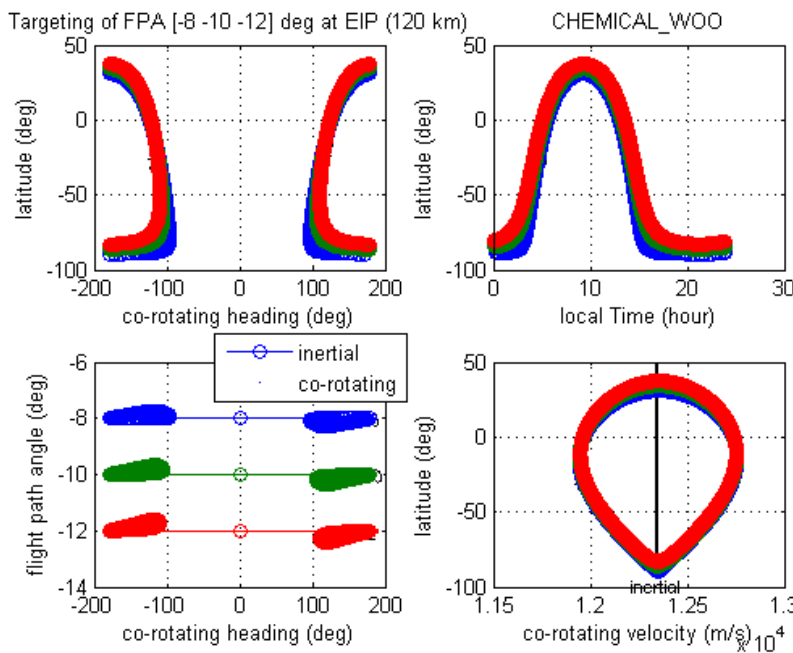 Targeting of FPA [-8 -10 -12] deg at EIP (120 km)
CHEMICAL_WOO
50
0
-50
-100
latitude (deg)
-200 -100 0 100 200
co-rotating heading (deg)
50
0
-50
-100
latitude (deg)
0 10 20 30
local Time (hour)
inertial
co-rotating
-6
-8
-10
-12
-14
flight path angle (deg)
-200 -100 0 100 200
co-rotating heading (deg)
50
0
-50
-100
latitude (deg)
inertial
1.15 1.2 1.25 1.3
co-rotating velocity (m/s)
x 10^4